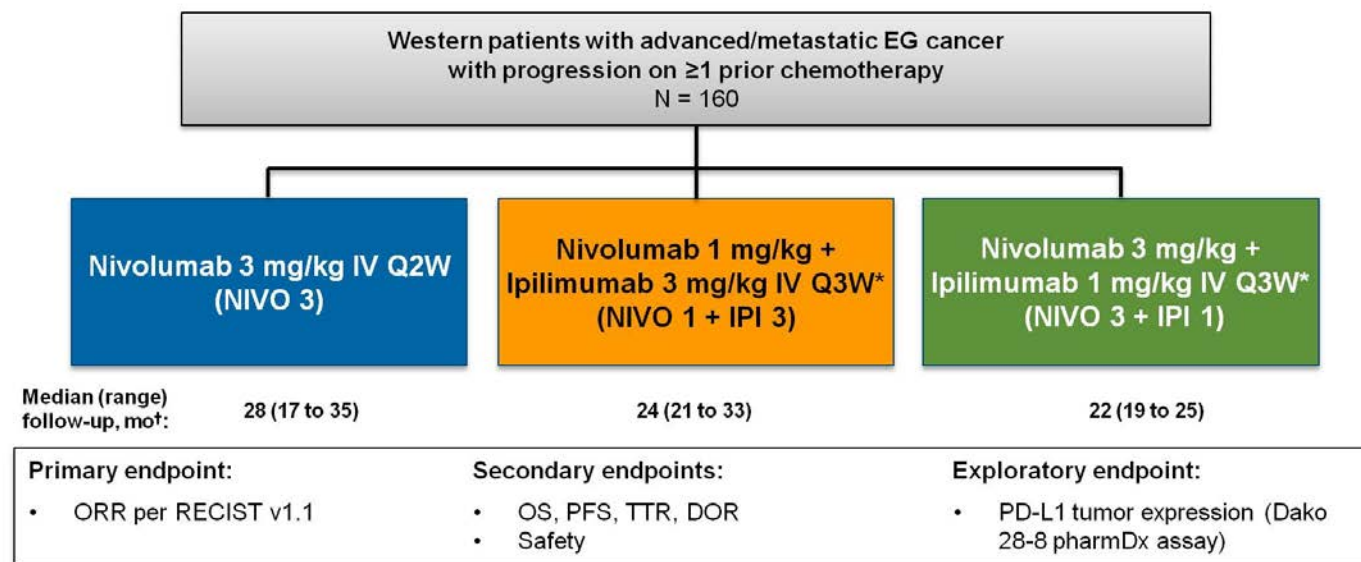 Western patients with advanced/metastatic EG cancer
with progression on ≥1 prior chemotherapy
N = 160
Nivolumab 3 mg/kg IV Q2W
(NIVO 3)
Nivolumab 1 mg/kg +
Ipilimumab 3 mg/kg IV Q3W*
(NIVO 1 + IPI 3)
Nivolumab 3 mg/kg +
Ipilimumab 1 mg/kg IV Q3W*
(NIVO 3 + IPI 1)
Median (range)
follow-up, mo†:
28 (17 to 35)
24 (21 to 33)
22 (19 to 25)
Primary endpoint:
• ORR per RECIST v1.1
Secondary endpoints:
• OS, PFS, TTR, DOR
• Safety
Exploratory endpoint:
• PD-L1 tumor expression (Dako
28-8 pharmDx assay)